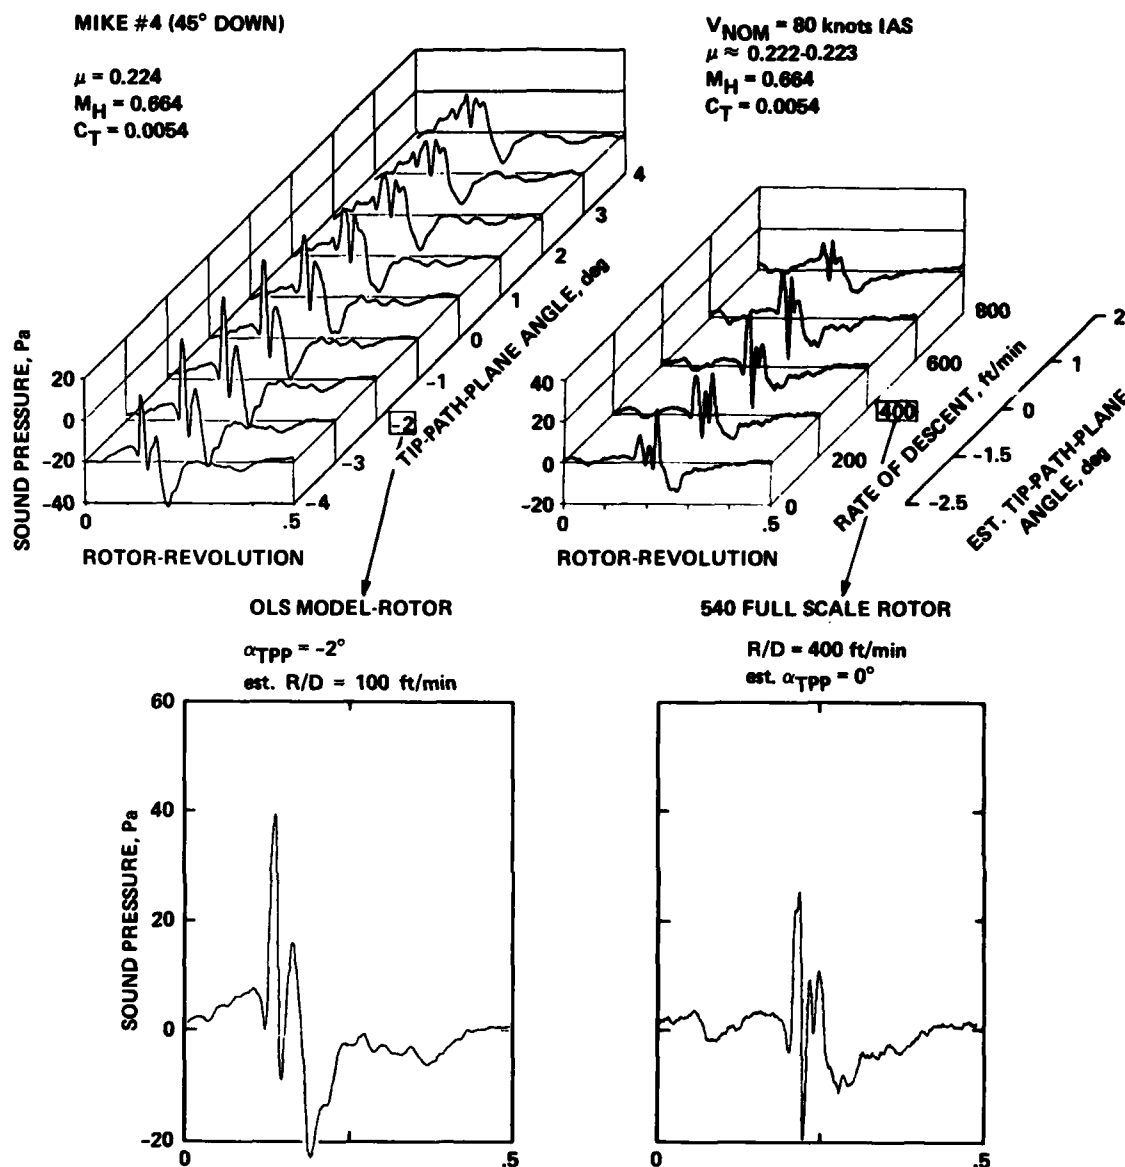 MIKE #4 (45° DOWN)
μ = 0.224
M_H = 0.664
C_T = 0.0054
V_NOM = 80 knots IAS
μ ≈ 0.222-0.223
M_H = 0.664
C_T = 0.0054
SOUND PRESSURE, Pa
20
0
-20
-40
0
.5
ROTOR-REVOLUTION
-4
-3
-2
-1
0
1
2
3
4
TIP-PATH-PLANE ANGLE, deg
40
20
0
-20
0
.5
ROTOR-REVOLUTION
0
200
400
600
800
RATE OF DESCENT, ft/min
-2.5
-1.5
0
1
2
EST. TIP-PATH-PLANE
ANGLE, deg
OLS MODEL-ROTOR
α_TPP = -2°
est. R/D = 100 ft/min
540 FULL SCALE ROTOR
R/D = 400 ft/min
est. α_TPP = 0°
SOUND PRESSURE, Pa
60
40
20
0
-20
0
.5
0
.5